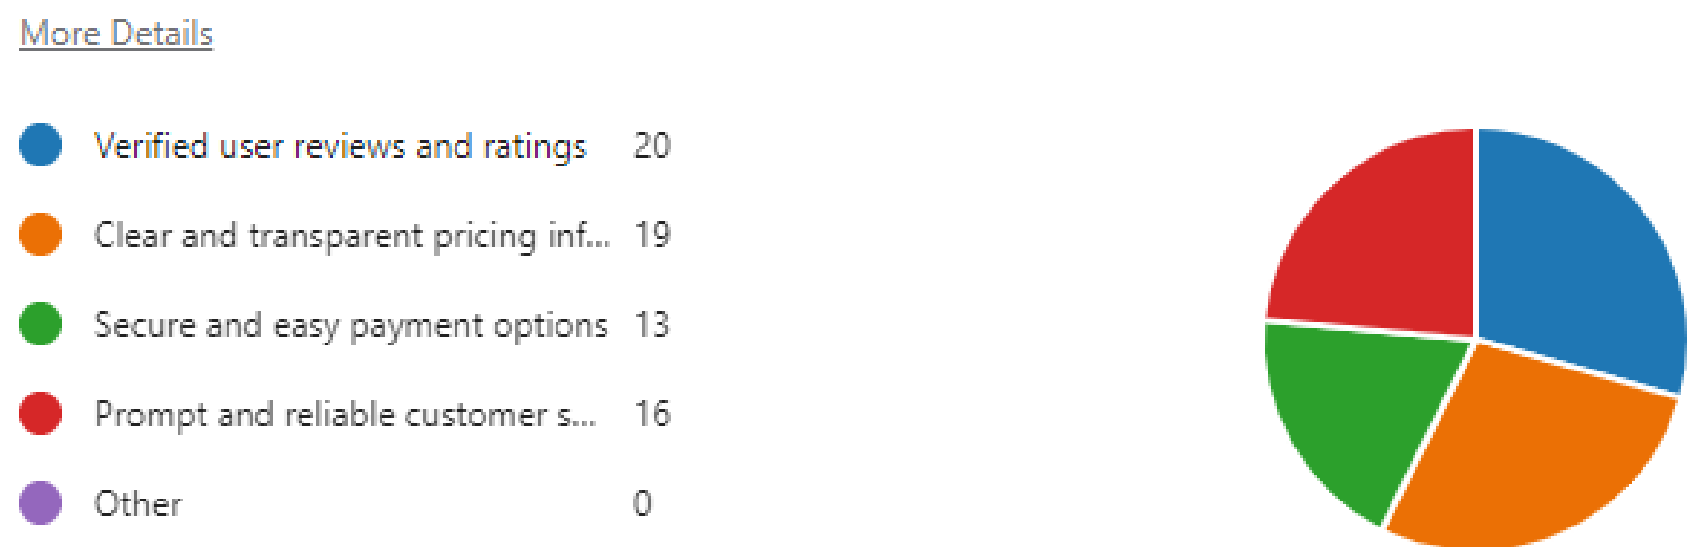 More Details
Verified user reviews and ratings 20
Clear and transparent pricing inf... 19
Secure and easy payment options 13
Prompt and reliable customer s... 16
Other 0